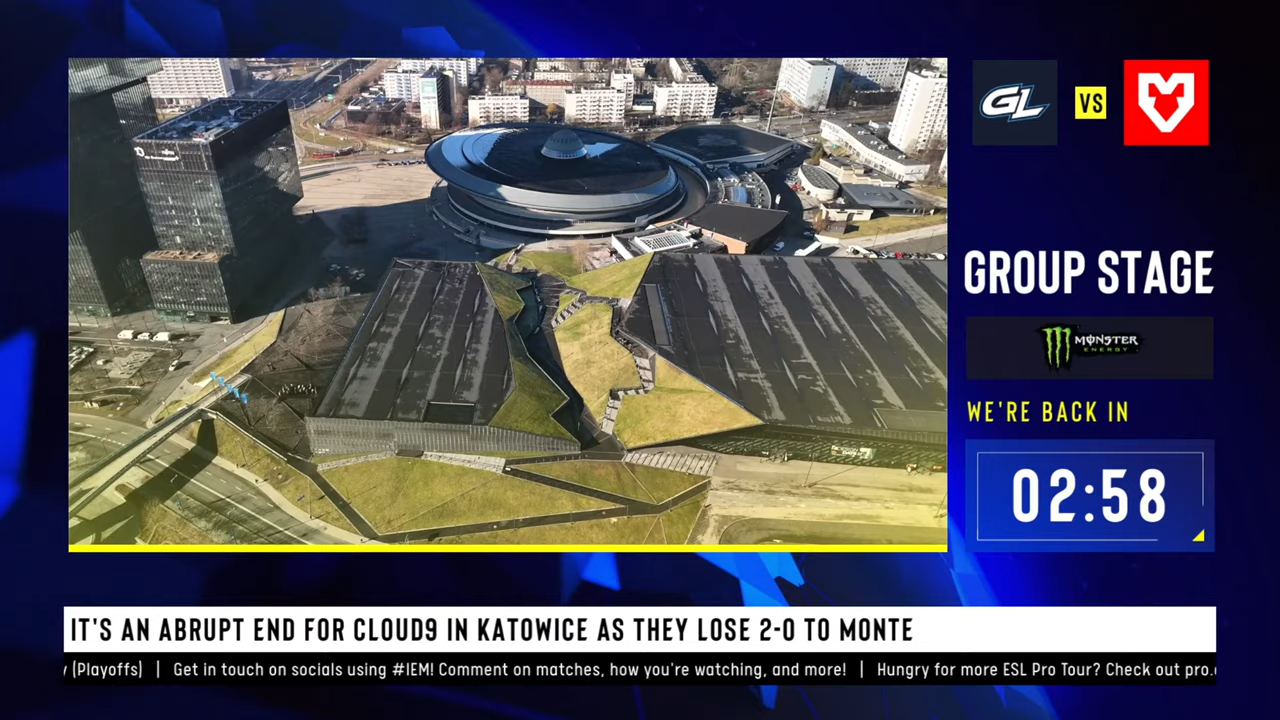 GL
VS
GROUP STAGE
MONSTER
ENERGY
WE'RE BACK IN
02:58
IT'S AN ABRUPT END FOR CLOUD9 IN KATOWICE AS THEY LOSE 2-0 TO MONTE
(Playoffs) | Get in touch on socials using #IEM! Comment on matches, how you're watching, and more! | Hungry for more ESL Pro Tour? Check out pro.